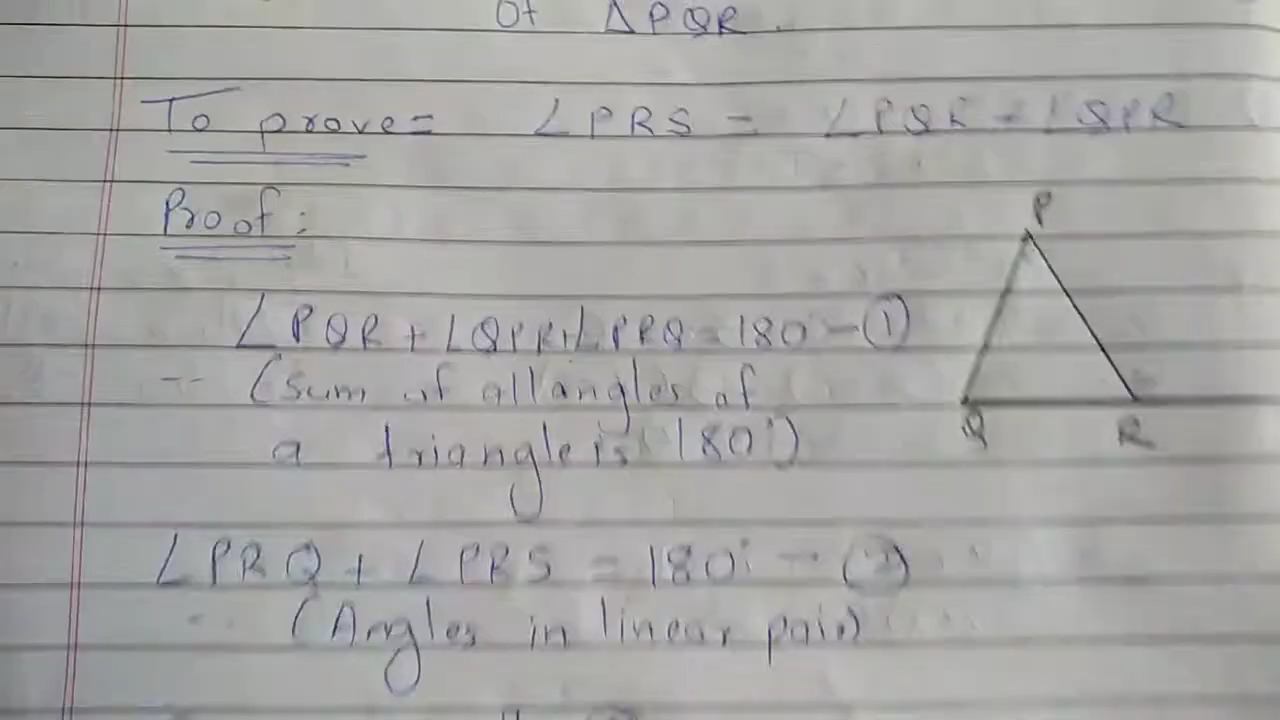 Of ΔPQR.
To prove = ∠PRS = ∠PQR + ∠QPR
Proof :
P
∠PQR + ∠QPR + ∠PRQ = 180° - ①
-- (Sum of all angles of
a triangle is 180°)
Q R
∠PRQ + ∠PRS = 180° - ②
(Angles in linear pair)